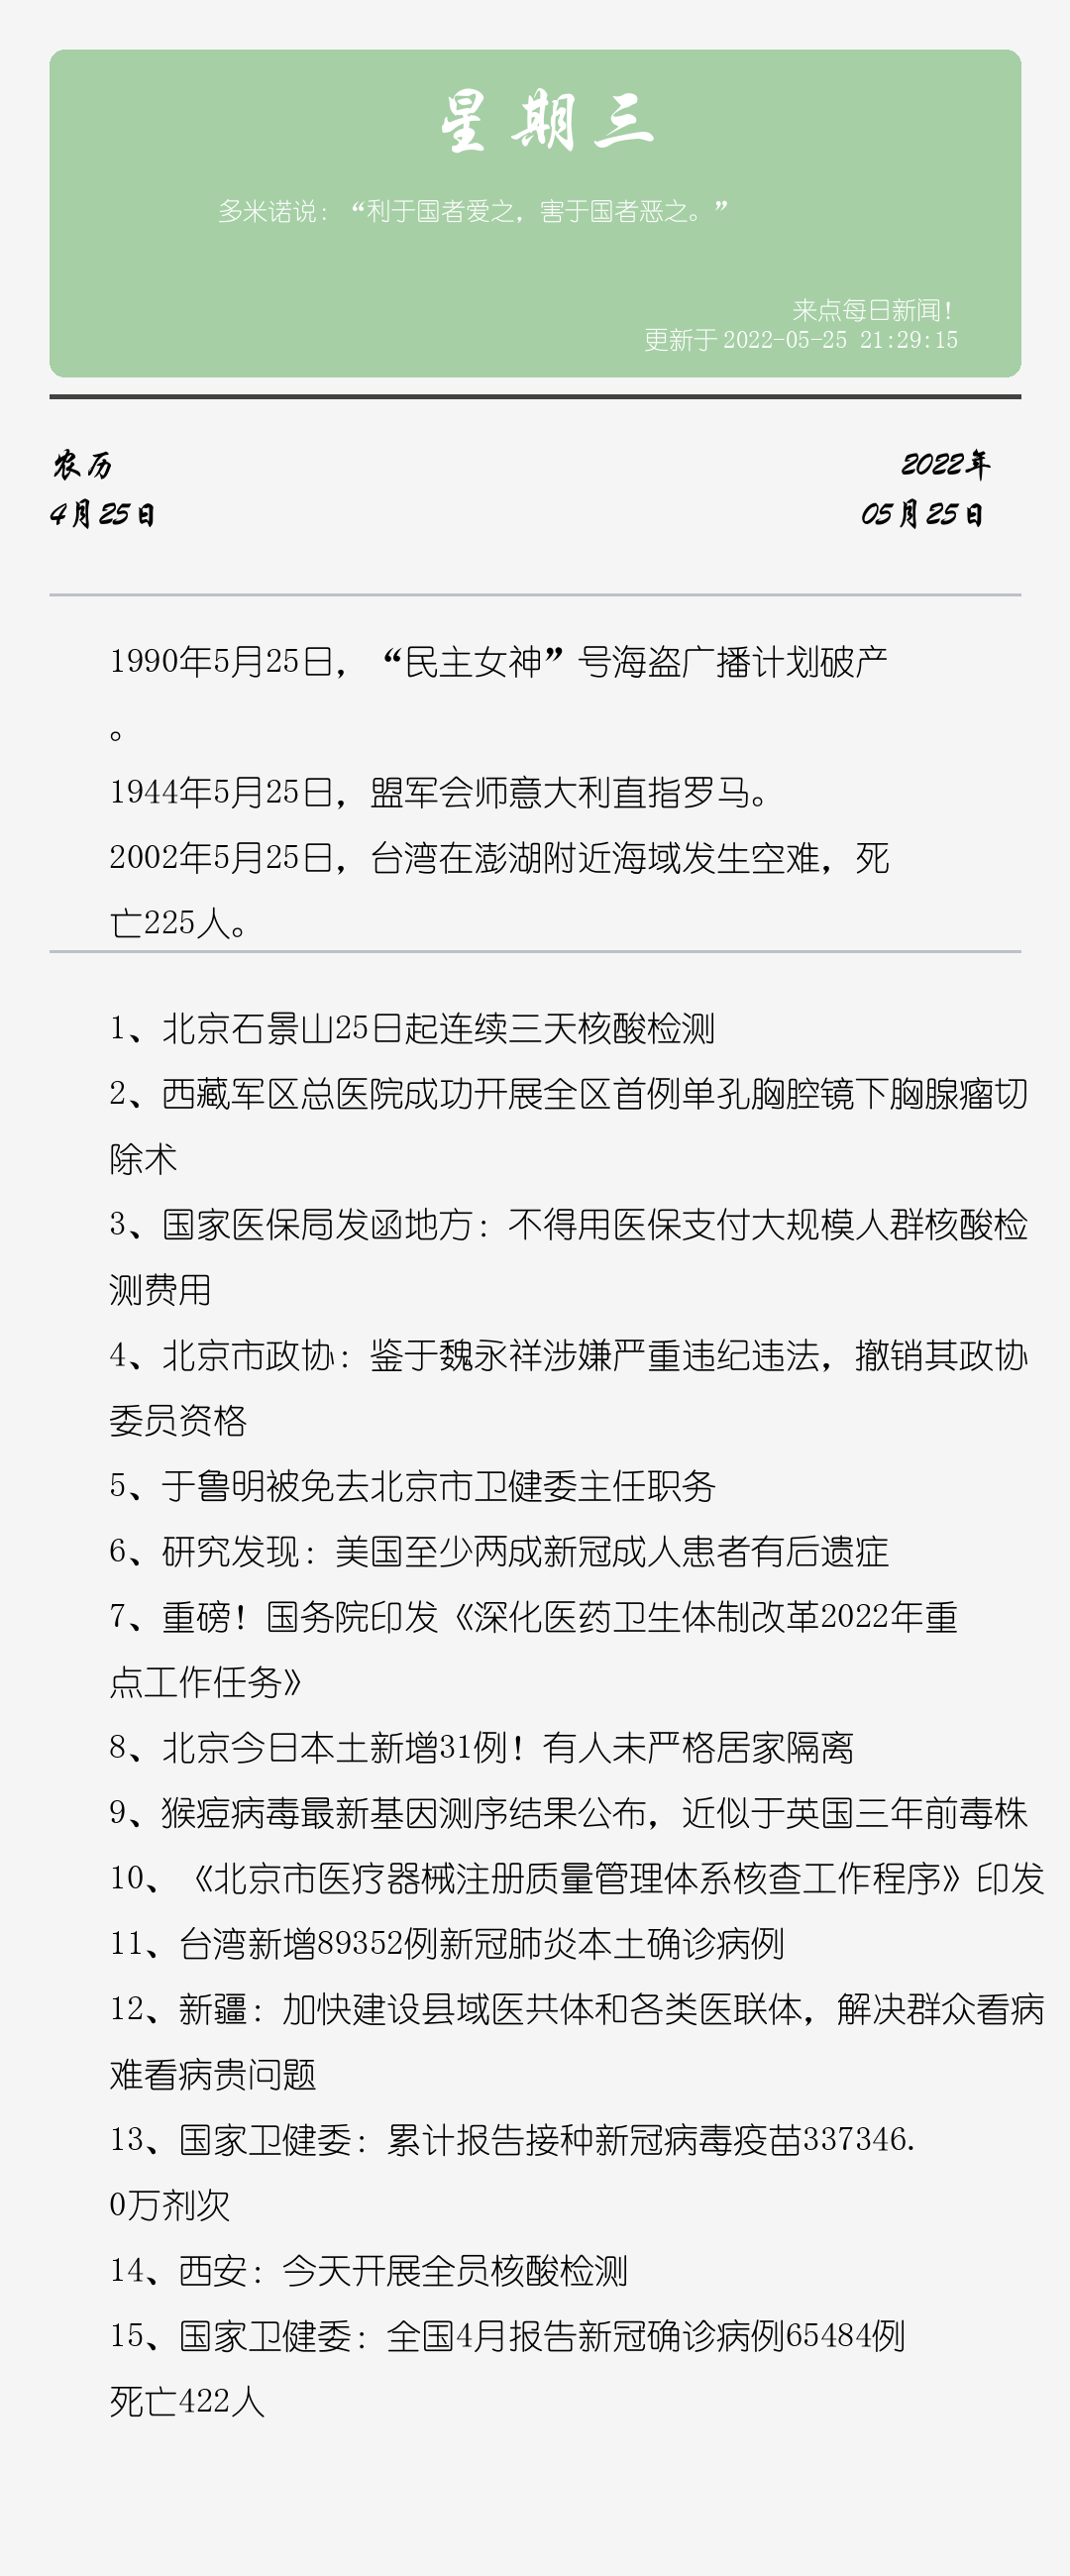 星期三
多米诺说：“利于国者爱之，害于国者恶之。”
来点每日新闻！
更新于 2022-05-25 21:29:15
农历
2022年
4月25日
05月25日
1990年5月25日，“民主女神”号海盗广播计划破产
。
1944年5月25日，盟军会师意大利直指罗马。
2002年5月25日，台湾在澎湖附近海域发生空难，死
亡225人。
1、北京石景山25日起连续三天核酸检测
2、西藏军区总医院成功开展全区首例单孔胸腔镜下胸腺瘤切
除术
3、国家医保局发函地方：不得用医保支付大规模人群核酸检
测费用
4、北京市政协：鉴于魏永祥涉嫌严重违纪违法，撤销其政协
委员资格
5、于鲁明被免去北京市卫健委主任职务
6、研究发现：美国至少两成新冠成人患者有后遗症
7、重磅！国务院印发《深化医药卫生体制改革2022年重
点工作任务》
8、北京今日本土新增31例！有人未严格居家隔离
9、猴痘病毒最新基因测序结果公布，近似于英国三年前毒株
10、《北京市医疗器械注册质量管理体系核查工作程序》印发
11、台湾新增89352例新冠肺炎本土确诊病例
12、新疆：加快建设县域医共体和各类医联体，解决群众看病
难看病贵问题
13、国家卫健委：累计报告接种新冠病毒疫苗337346.
0万剂次
14、西安：今天开展全员核酸检测
15、国家卫健委：全国4月报告新冠确诊病例65484例
死亡422人